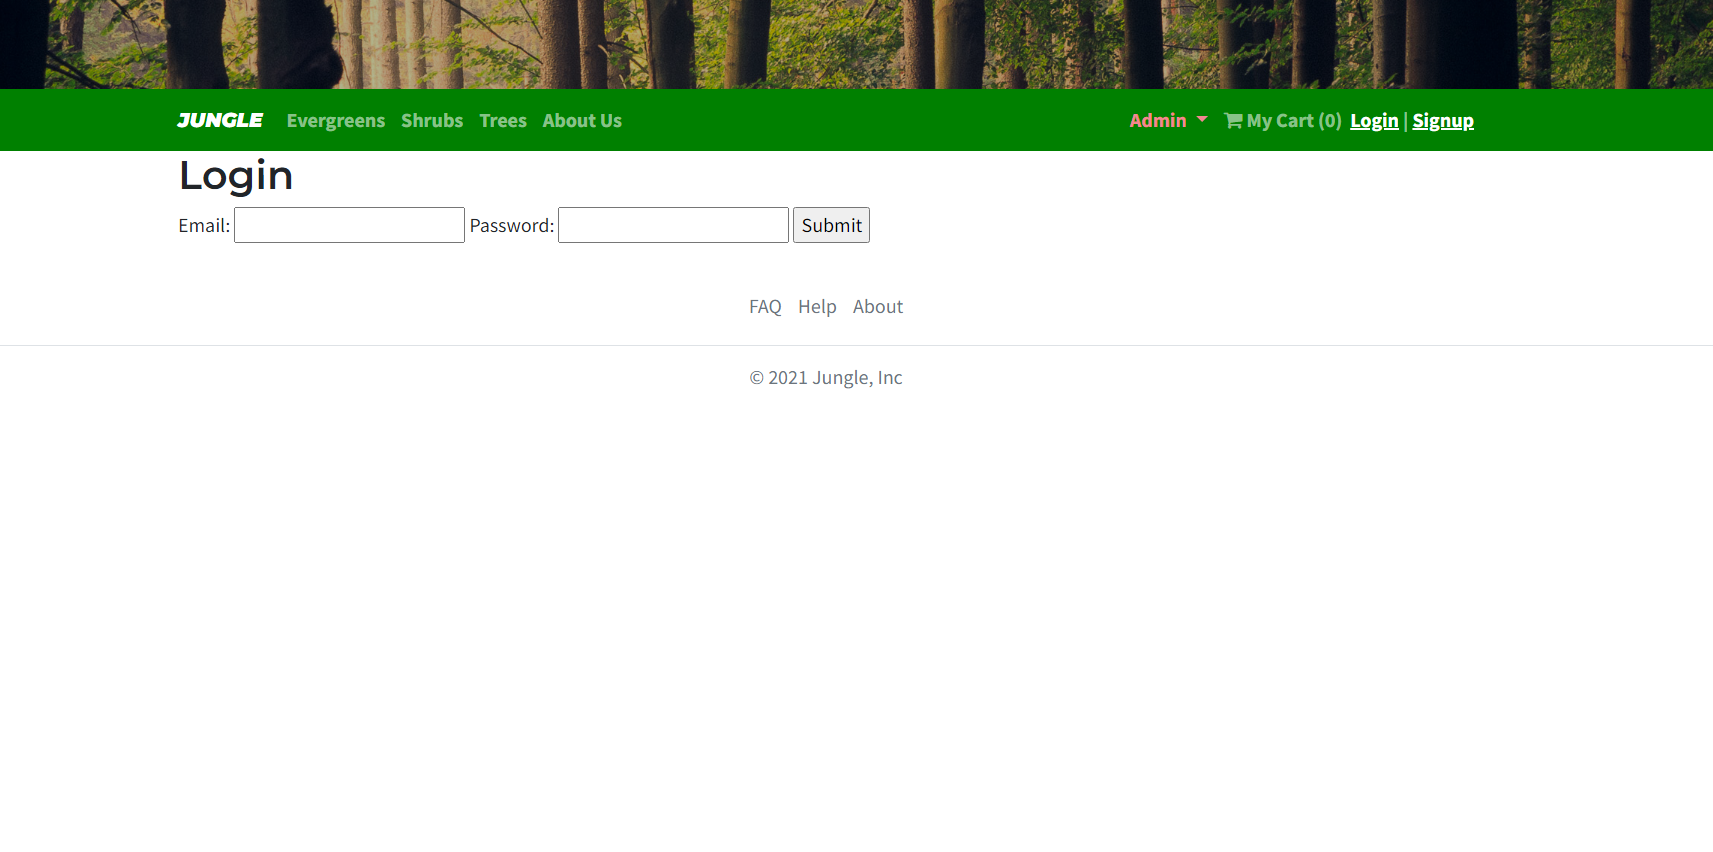 JUNGLE Evergreens Shrubs Trees About Us Admin My Cart (0) Login | Signup
Login
Email: Password: Submit
FAQ Help About
© 2021 Jungle, Inc